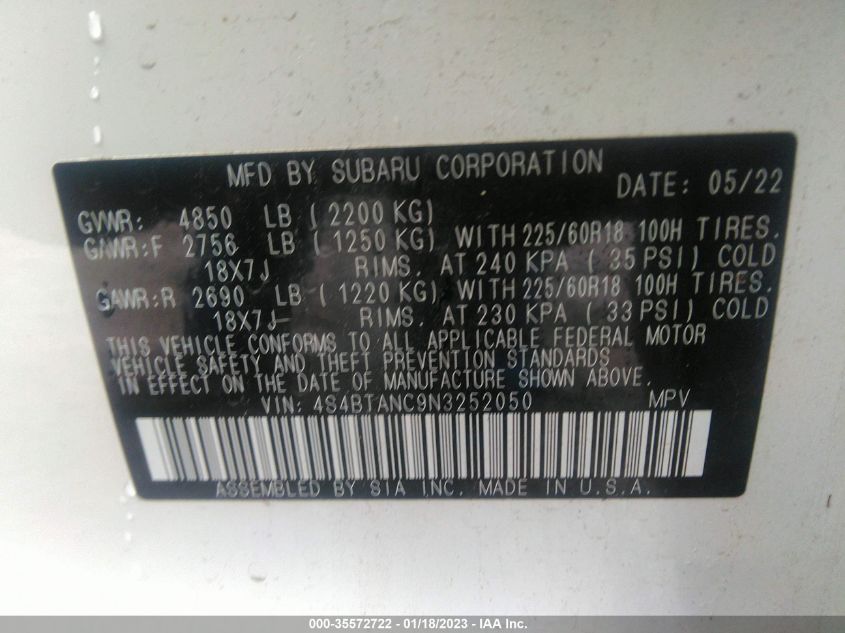 MFD BY SUBARU CORPORATION DATE: 05/22
GVWR: 4850 LB ( 2200 KG)
GAWR:F 2756 LB ( 1250 KG) WITH 225/60R18 100H TIRES.
18X7J RIMS. AT 240 KPA ( 35 PSI) COLD
GAWR:R 2690 LB ( 1220 KG) WITH 225/60R18 100H TIRES.
18X7J RIMS. AT 230 KPA ( 33 PSI) COLD
THIS VEHICLE CONFORMS TO ALL APPLICABLE FEDERAL MOTOR
VEHICLE SAFETY AND THEFT PREVENTION STANDARDS
IN EFFECT ON THE DATE OF MANUFACTURE SHOWN ABOVE.
VIN: 4S4BTANC9N3252050 MPV
ASSEMBLED BY SIA INC. MADE IN U.S.A.
000-35572722 - 01/18/2023 - IAA Inc.